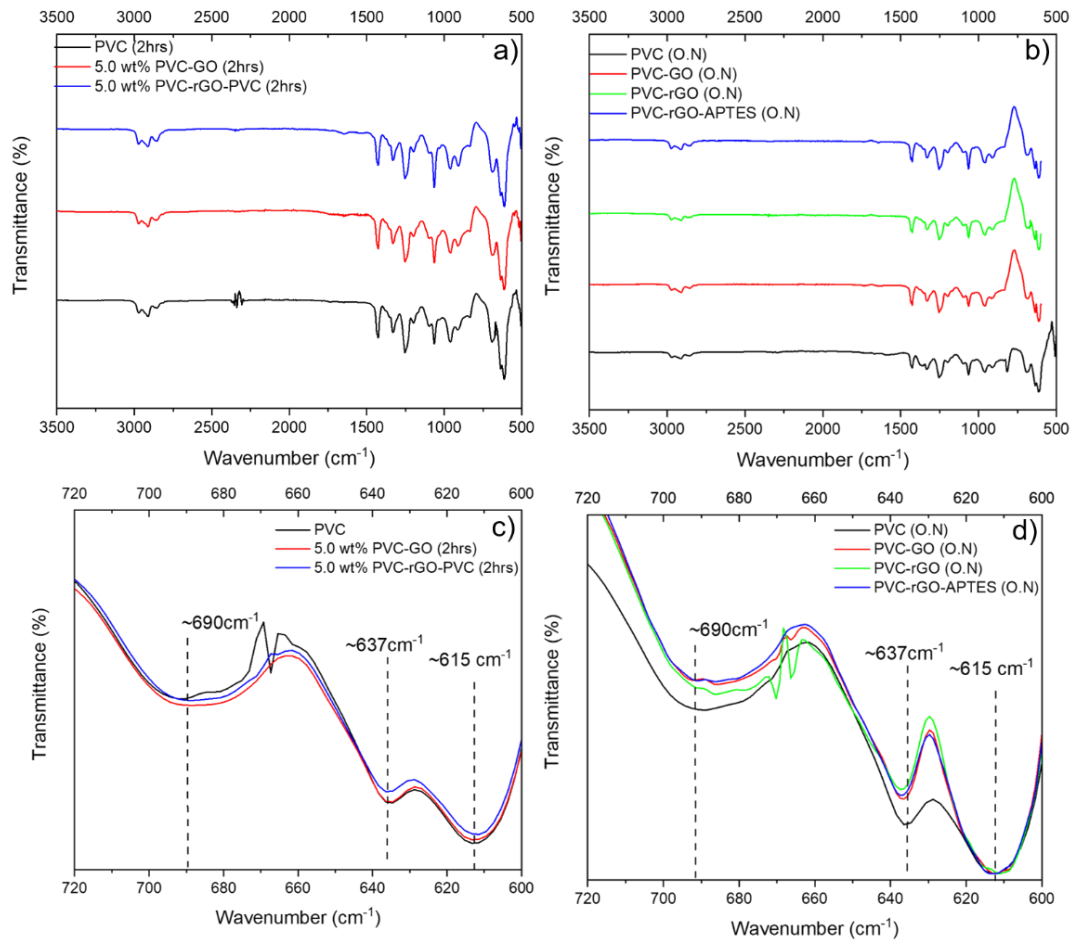 3500 3000 2500 2000 1500 1000 500
a)
PVC (2hrs)
5.0 wt% PVC-GO (2hrs)
5.0 wt% PVC-rGO-PVC (2hrs)
Transmittance (%)
3500 3000 2500 2000 1500 1000 500
Wavenumber (cm⁻¹)
3500 3000 2500 2000 1500 1000 500
b)
PVC (O.N)
PVC-GO (O.N)
PVC-rGO (O.N)
PVC-rGO-APTES (O.N)
Transmittance (%)
3500 3000 2500 2000 1500 1000 500
Wavenumber (cm⁻¹)
720 700 680 660 640 620 600
c)
PVC
5.0 wt% PVC-GO (2hrs)
5.0 wt% PVC-rGO-PVC (2hrs)
~690cm⁻¹
~637cm⁻¹
~615 cm⁻¹
Transmittance (%)
720 700 680 660 640 620 600
Wavenumber (cm⁻¹)
720 700 680 660 640 620 600
d)
PVC (O.N)
PVC-GO (O.N)
PVC-rGO (O.N)
PVC-rGO-APTES (O.N)
~690cm⁻¹
~637cm⁻¹
~615 cm⁻¹
Transmittance (%)
720 700 680 660 640 620 600
Wavenumber (cm⁻¹)